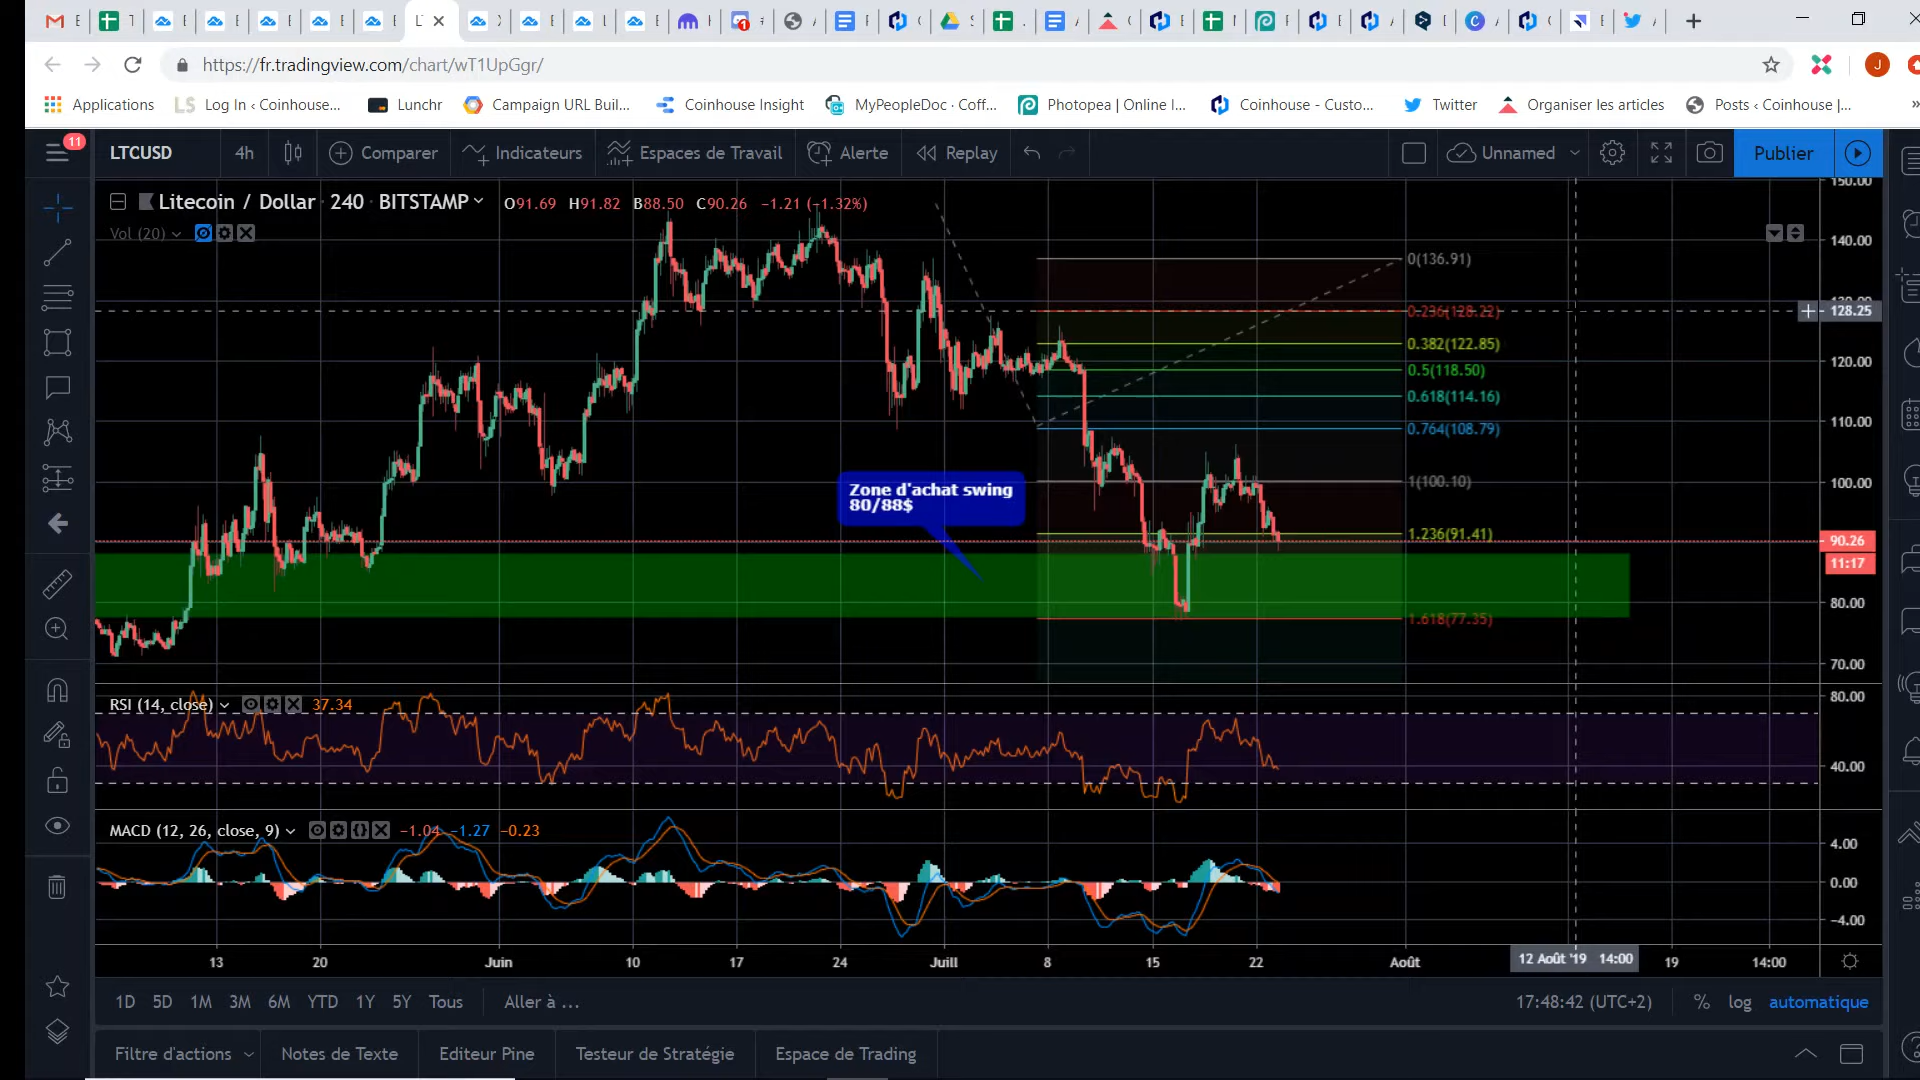 https://fr.tradingview.com/chart/wT1UpGgr/
J
Applications
LS Log In ‹ Coinhouse...
Lunchr
Campaign URL Buil...
Coinhouse Insight
MyPeopleDoc - Coff...
Photopea | Online I...
Coinhouse - Custo...
Twitter
Organiser les articles
Posts ‹ Coinhouse |...
»
11
LTCUSD
4h
Comparer
Indicateurs
Espaces de Travail
Alerte
Replay
Unnamed
Publier
Litecoin / Dollar · 240 · BITSTAMP
O91.69 H91.82 B88.50 C90.26 −1.21 (−1.32%)
Vol (20)
150.00
140.00
128.25
120.00
110.00
100.00
90.26
11:17
80.00
70.00
0(136.91)
0.236(128.22)
0.382(122.85)
0.5(118.50)
0.618(114.16)
0.764(108.79)
1(100.10)
1.236(91.41)
1.618(77.35)
Zone d'achat swing
80/88$
RSI (14, close)
37.34
80.00
40.00
MACD (12, 26, close, 9)
−1.04 −1.27 −0.23
4.00
0.00
−4.00
13
20
Juin
10
17
24
Juill
8
15
22
Août
12 Août '19 14:00
19
14:00
1D 5D 1M 3M 6M YTD 1Y 5Y Tous
Aller à ...
17:48:42 (UTC+2)
%
log
automatique
Filtre d'actions
Notes de Texte
Editeur Pine
Testeur de Stratégie
Espace de Trading